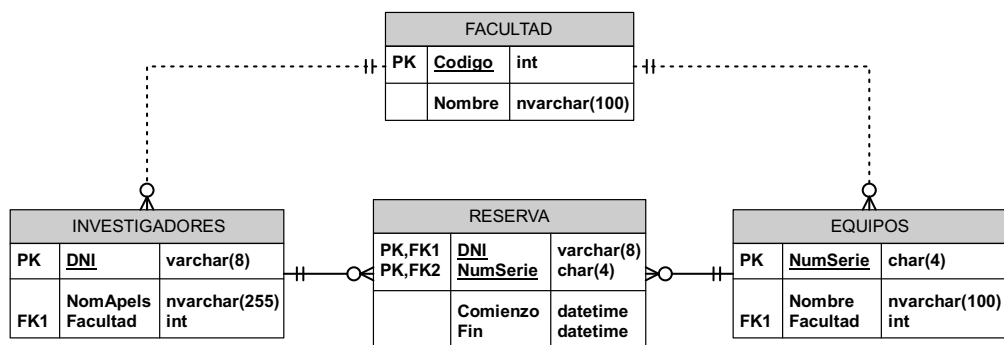 FACULTAD
PK Codigo int
Nombre nvarchar(100)
INVESTIGADORES
PK DNI varchar(8)
NomApels nvarchar(255)
FK1 Facultad int
RESERVA
PK,FK1 DNI varchar(8)
PK,FK2 NumSerie char(4)
Comienzo datetime
Fin datetime
EQUIPOS
PK NumSerie char(4)
Nombre nvarchar(100)
FK1 Facultad int